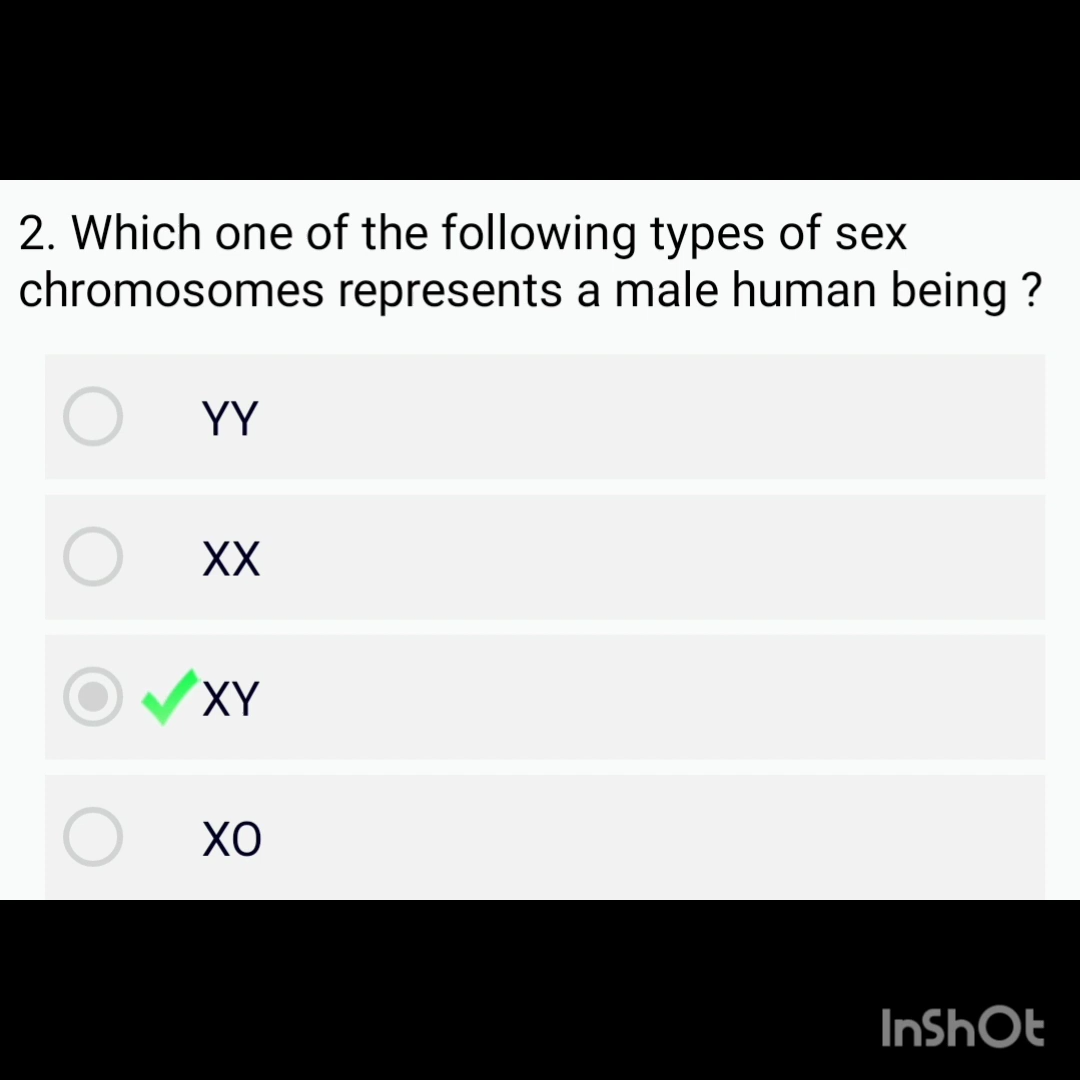 2. Which one of the following types of sex
chromosomes represents a male human being ?
YY
XX
XY
XO
InShOt